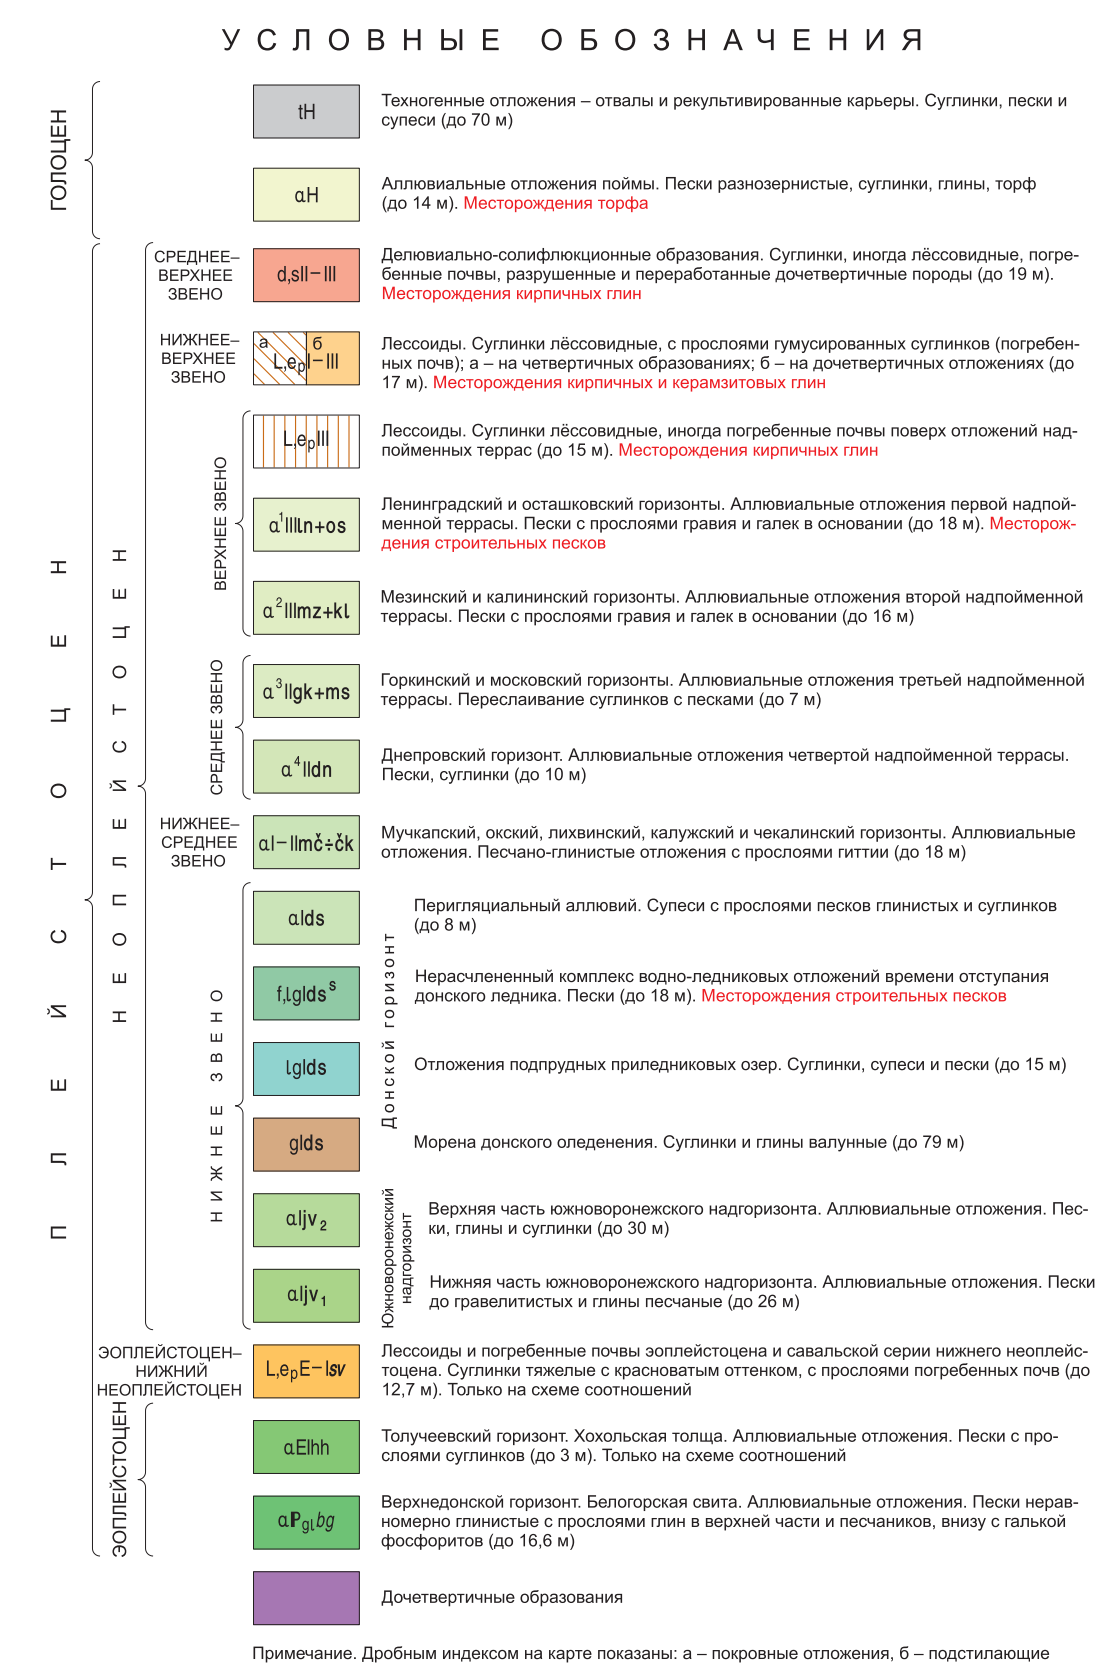 УСЛОВНЫЕ ОБОЗНАЧЕНИЯ
ГОЛОЦЕН
tH
Техногенные отложения – отвалы и рекультивированные карьеры. Суглинки, пески и
супеси (до 70 м)
aH
Аллювиальные отложения поймы. Пески разнозернистые, суглинки, глины, торф
(до 14 м). Месторождения торфа
ПЛЕЙСТОЦЕН
НЕОПЛЕЙСТОЦЕН
СРЕДНЕЕ–
ВЕРХНЕЕ
ЗВЕНО
d,sII–III
Делювиально-солифлюкционные образования. Суглинки, иногда лёссовидные, погре-
бенные почвы, разрушенные и переработанные дочетвертичные породы (до 19 м).
Месторождения кирпичных глин
НИЖНЕЕ–
ВЕРХНЕЕ
ЗВЕНО
а б
L,epI–III
Лессоиды. Суглинки лёссовидные, с прослоями гумусированных суглинков (погребен-
ных почв); а – на четвертичных образованиях; б – на дочетвертичных отложениях (до
17 м). Месторождения кирпичных и керамзитовых глин
ВЕРХНЕЕ ЗВЕНО
L,epIII
Лессоиды. Суглинки лёссовидные, иногда погребенные почвы поверх отложений над-
пойменных террас (до 15 м). Месторождения кирпичных глин
a¹IIIln+os
Ленинградский и осташковский горизонты. Аллювиальные отложения первой надпой-
менной террасы. Пески с прослоями гравия и галек в основании (до 18 м). Месторож-
дения строительных песков
a²IIImz+kl
Мезинский и калининский горизонты. Аллювиальные отложения второй надпойменной
террасы. Пески с прослоями гравия и галек в основании (до 16 м)
СРЕДНЕЕ ЗВЕНО
a³IIgk+ms
Горкинский и московский горизонты. Аллювиальные отложения третьей надпойменной
террасы. Переслаивание суглинков с песками (до 7 м)
a⁴IIdn
Днепровский горизонт. Аллювиальные отложения четвертой надпойменной террасы.
Пески, суглинки (до 10 м)
НИЖНЕЕ–
СРЕДНЕЕ
ЗВЕНО
aI–IImč÷čk
Мучкапский, окский, лихвинский, калужский и чекалинский горизонты. Аллювиальные
отложения. Песчано-глинистые отложения с прослоями гиттии (до 18 м)
НИЖНЕЕ ЗВЕНО
Донской горизонт
aIds
Перигляциальный аллювий. Супеси с прослоями песков глинистых и суглинков
(до 8 м)
f,lgIdsˢ
Нерасчлененный комплекс водно-ледниковых отложений времени отступания
донского ледника. Пески (до 18 м). Месторождения строительных песков
lgIds
Отложения подпрудных приледниковых озер. Суглинки, супеси и пески (до 15 м)
gIds
Морена донского оледенения. Суглинки и глины валунные (до 79 м)
Южноворонежский
надгоризонт
aIjv₂
Верхняя часть южноворонежского надгоризонта. Аллювиальные отложения. Пес-
ки, глины и суглинки (до 30 м)
aIjv₁
Нижняя часть южноворонежского надгоризонта. Аллювиальные отложения. Пески
до гравелитистых и глины песчаные (до 26 м)
ЭОПЛЕЙСТОЦЕН–
НИЖНИЙ
НЕОПЛЕЙСТОЦЕН
L,epE–Isv
Лессоиды и погребенные почвы эоплейстоцена и савальской серии нижнего неоплейс-
тоцена. Суглинки тяжелые с красноватым оттенком, с прослоями погребенных почв (до
12,7 м). Только на схеме соотношений
ЭОПЛЕЙСТОЦЕН
aEIhh
Толучеевский горизонт. Хохольская толща. Аллювиальные отложения. Пески с про-
слоями суглинков (до 3 м). Только на схеме соотношений
aPglbg
Верхнедонской горизонт. Белогорская свита. Аллювиальные отложения. Пески нерав-
номерно глинистые с прослоями глин в верхней части и песчаников, внизу с галькой
фосфоритов (до 16,6 м)
Дочетвертичные образования
Примечание. Дробным индексом на карте показаны: а – покровные отложения, б – подстилающие